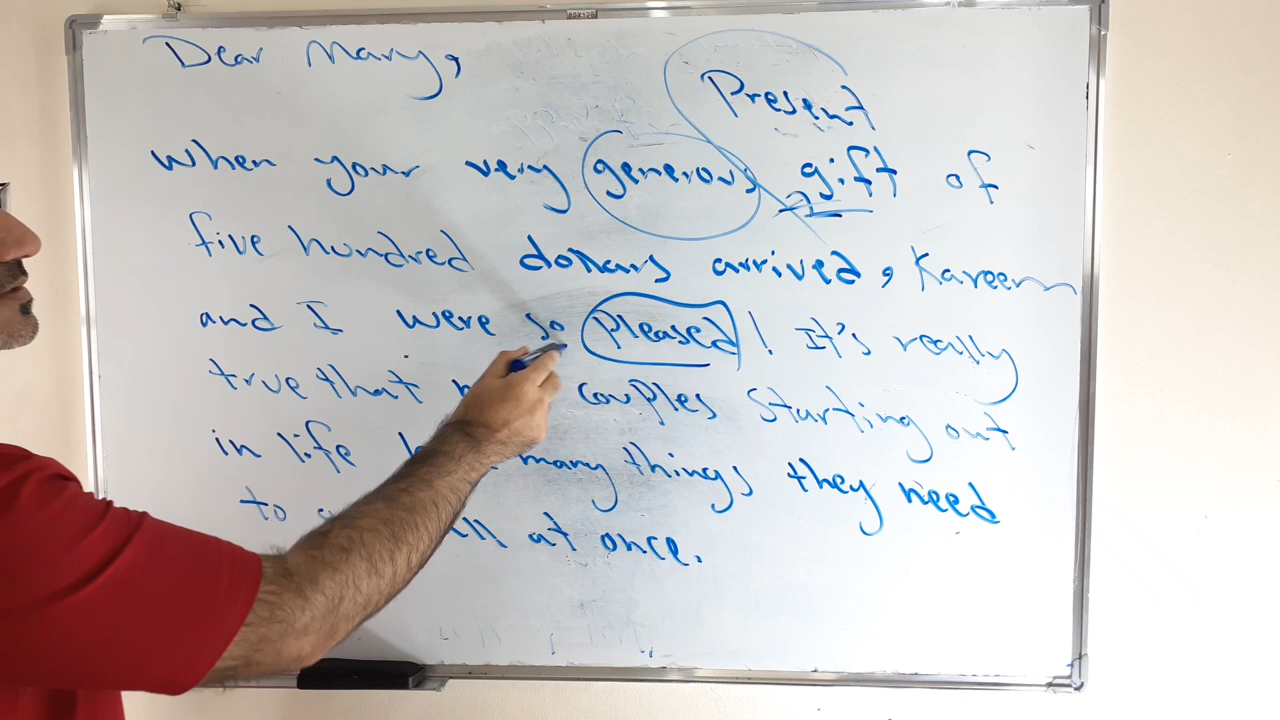 Dear Mary,
Present
When your very generous gift of
five hundred dollars arrived, Kareem
and I were so pleased! It's really
true that couples starting out
in life many things they need
to at once.